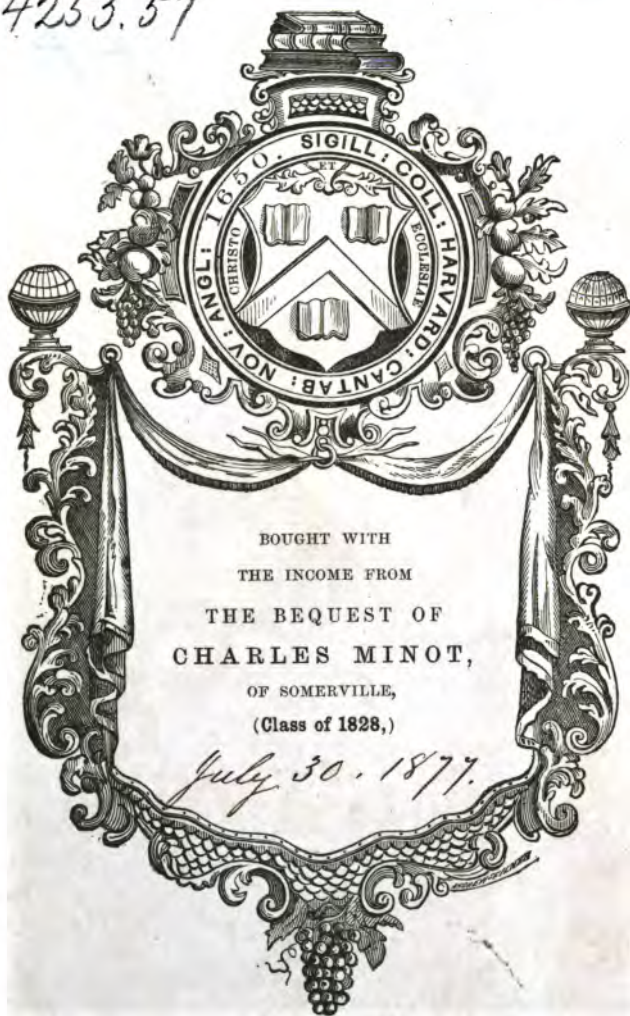 4253.57
SIGILL: COLL: HARVARD: CANTAB: NOV: ANGL: 1650.
CHRISTO
ET
ECCLESIAE
BOUGHT WITH
THE INCOME FROM
THE BEQUEST OF
CHARLES MINOT,
OF SOMERVILLE,
(Class of 1828,)
July 30. 1877.